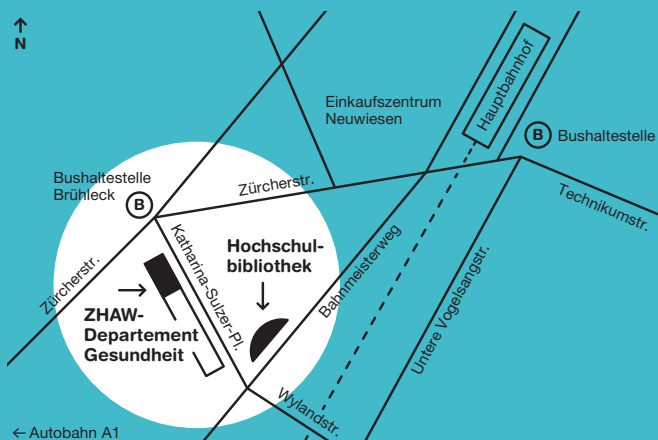 N
Einkaufszentrum
Neuwiesen
Hauptbahnhof
B
Bushaltestelle
Bushaltestelle
Brühleck
B
Zürcherstr.
Technikumstr.
Zürcherstr.
Katharina-Sulzer-Pl.
Hochschul-
bibliothek
Bahnmeisterweg
Untere Vogelsangstr.
ZHAW-
Departement
Gesundheit
Wylandstr.
← Autobahn A1